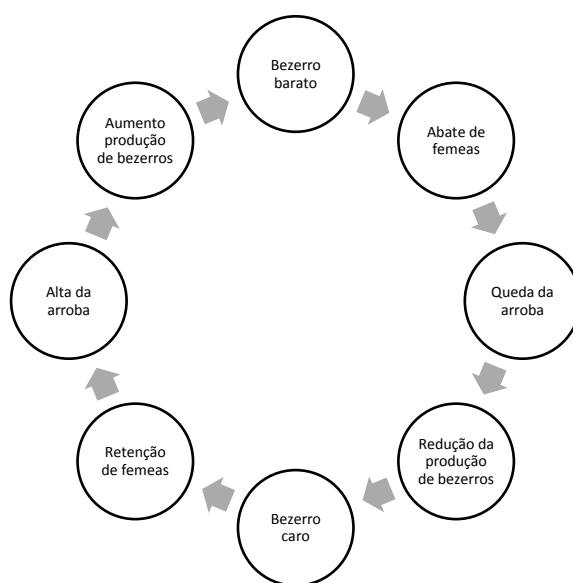 Bezerro
barato
Abate de
femeas
Queda da
arroba
Redução da
produção
de bezerros
Bezerro
caro
Retenção
de femeas
Alta da
arroba
Aumento
produção
de bezerros